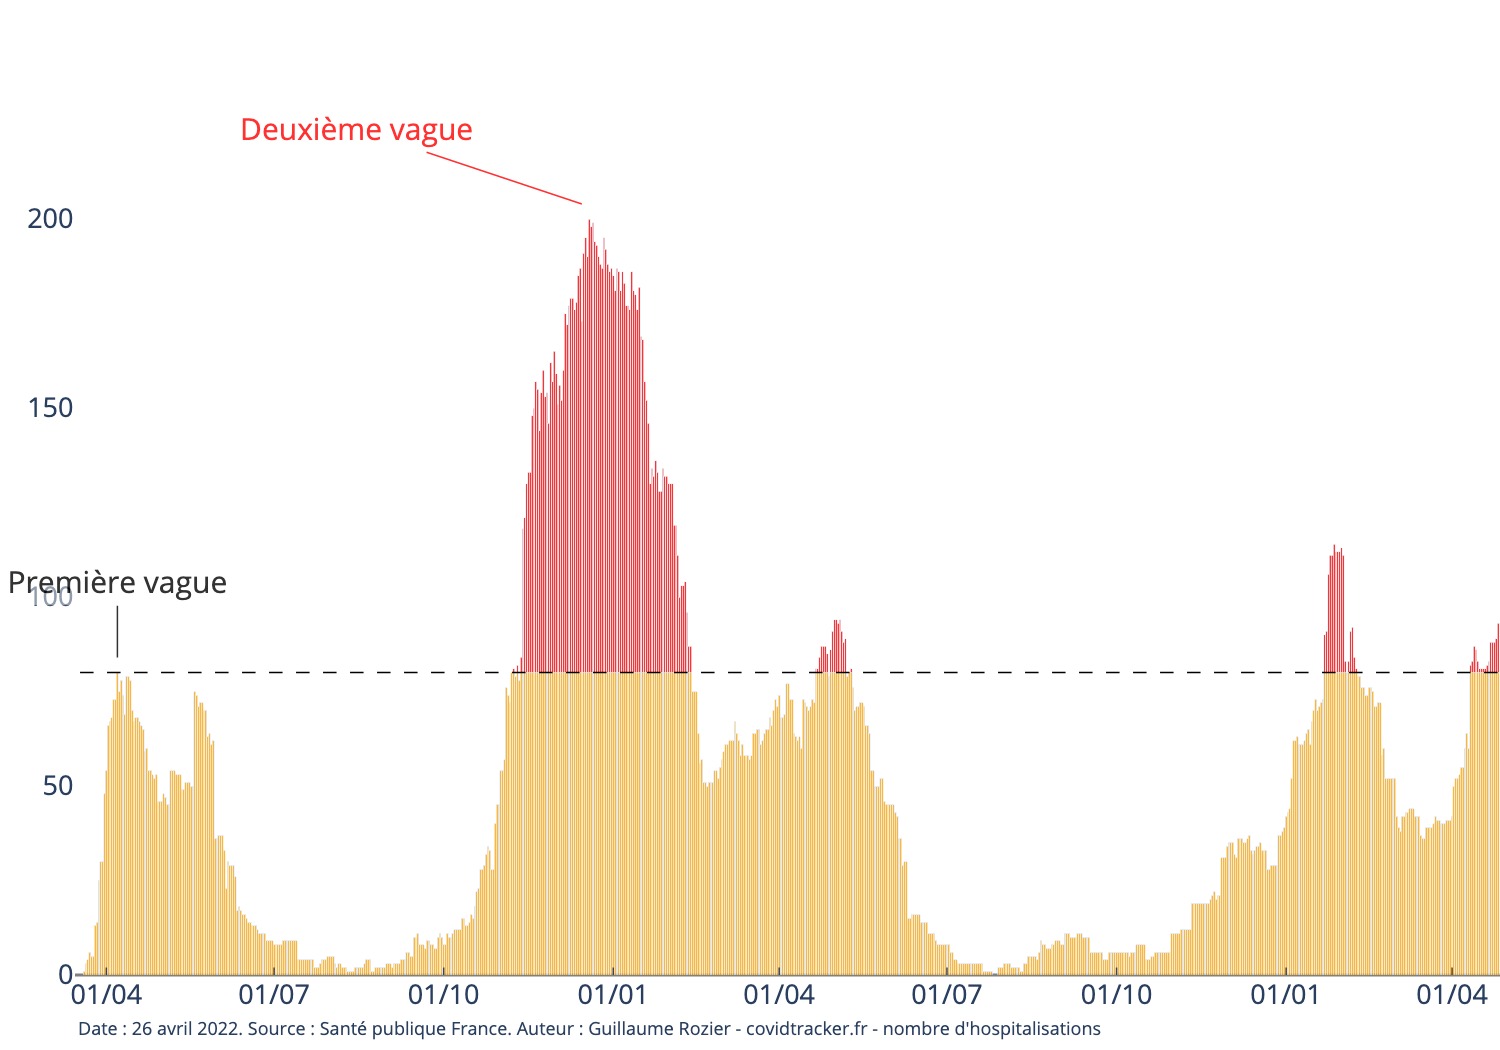 Deuxième vague
200
150
Première vague
100
50
0
01/04 01/07 01/10 01/01 01/04 01/07 01/10 01/01 01/04
Date : 26 avril 2022. Source : Santé publique France. Auteur : Guillaume Rozier - covidtracker.fr - nombre d'hospitalisations